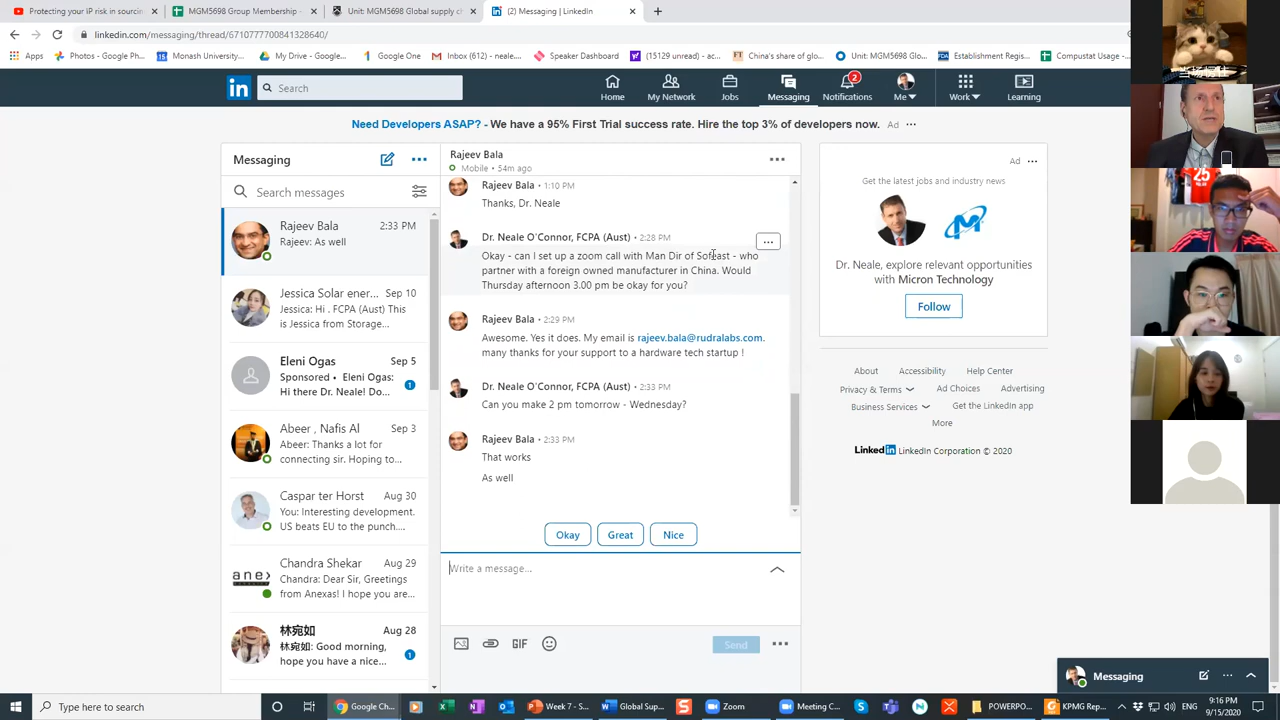 Protecting your IP risk in sourcin
MGM5698 Group Membership -
Unit: MGM5698 Global supply ch
(2) Messaging | LinkedIn
linkedin.com/messaging/thread/6710777700841328640/
Apps
Photos - Google Ph...
Monash University...
My Drive - Google...
Google One
Inbox (612) - neale....
Speaker Dashboard
(15129 unread) - ac...
China's share of glo...
Unit: MGM5698 Glo...
Establishment Regis...
Compustat Usage:
Search
Home
My Network
Jobs
Messaging
2
Notifications
Me
Work
Learning
Need Developers ASAP? - We have a 95% First Trial success rate. Hire the top 3% of developers now. Ad ...
Messaging
Search messages
Rajeev Bala 2:33 PM
Rajeev: As well
Jessica Solar ener... Sep 10
Jessica: Hi . FCPA (Aust) This
is Jessica from Storage...
Eleni Ogas Sep 5
Sponsored • Eleni Ogas:
Hi there Dr. Neale! Do... 1
Abeer , Nafis Al Sep 3
Abeer: Thanks a lot for
connecting sir. Hoping to...
Caspar ter Horst Aug 30
You: Interesting development.
US beats EU to the punch....
anex
Chandra Shekar Aug 29
Chandra: Dear Sir, Greetings
from Anexas! I hope you are...
林宛如 Aug 28
林宛如: Good morning,
hope you have a nice... 1
Rajeev Bala
Mobile • 54m ago
Rajeev Bala • 1:10 PM
Thanks, Dr. Neale
Dr. Neale O'Connor, FCPA (Aust) • 2:28 PM
Okay - can I set up a zoom call with Man Dir of Sofeast - who
partner with a foreign owned manufacturer in China. Would
Thursday afternoon 3.00 pm be okay for you?
Rajeev Bala • 2:29 PM
Awesome. Yes it does. My email is rajeev.bala@rudralabs.com.
many thanks for your support to a hardware tech startup !
Dr. Neale O'Connor, FCPA (Aust) • 2:33 PM
Can you make 2 pm tomorrow - Wednesday?
Rajeev Bala • 2:33 PM
That works
As well
Okay
Great
Nice
Write a message...
GIF
Send
Ad ...
Get the latest jobs and industry news
Dr. Neale, explore relevant opportunities
with Micron Technology
Follow
About Accessibility Help Center
Privacy & Terms Ad Choices Advertising
Business Services Get the LinkedIn app
More
LinkedIn LinkedIn Corporation © 2020
Messaging
25
Type here to search
Google Ch...
Week 7 - ...
Global Sup...
Zoom
Meeting C...
POWERPO...
KPMG Rep...
ENG
9:16 PM
9/15/2020